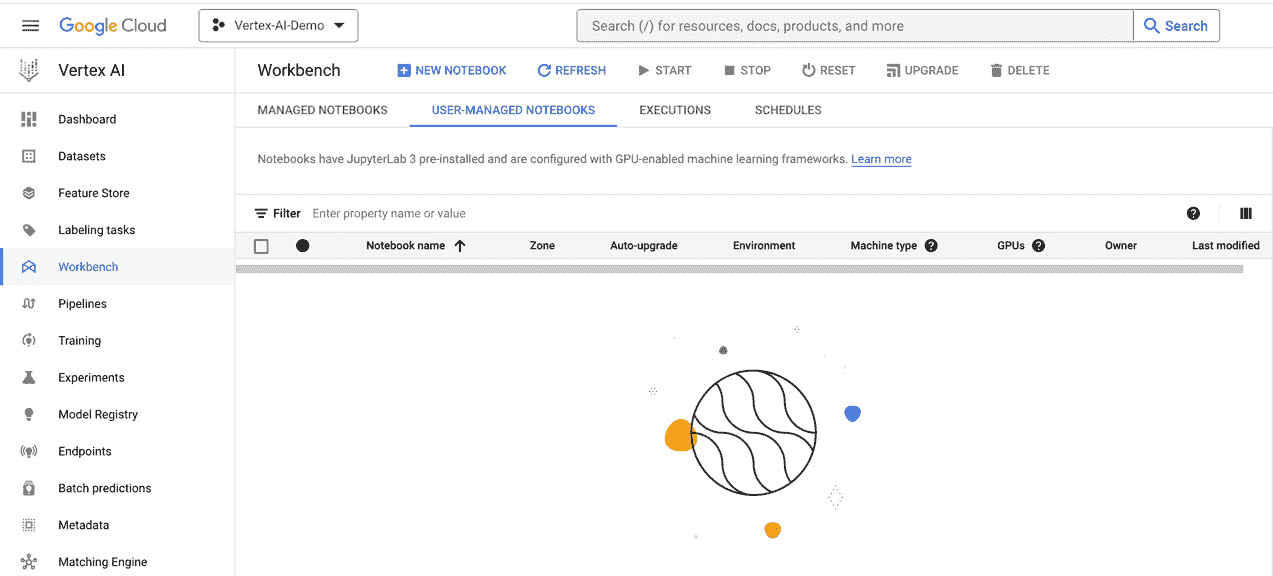 Google Cloud
Vertex-AI-Demo
Search (/) for resources, docs, products, and more
Search
Vertex AI
Workbench
NEW NOTEBOOK
REFRESH
START
STOP
RESET
UPGRADE
DELETE
MANAGED NOTEBOOKS
USER-MANAGED NOTEBOOKS
EXECUTIONS
SCHEDULES
Notebooks have JupyterLab 3 pre-installed and are configured with GPU-enabled machine learning frameworks. Learn more
Filter Enter property name or value
Notebook name
Zone
Auto-upgrade
Environment
Machine type
GPUs
Owner
Last modified
Dashboard
Datasets
Feature Store
Labeling tasks
Workbench
Pipelines
Training
Experiments
Model Registry
Endpoints
Batch predictions
Metadata
Matching Engine